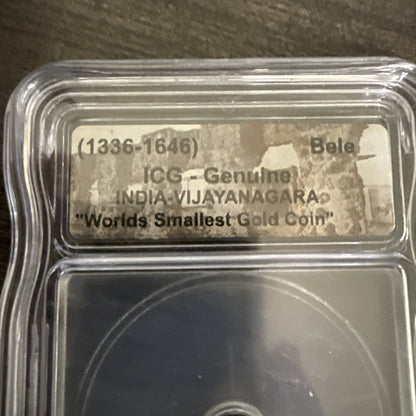 (1336-1646) Bele
ICG - Genuine
INDIA-VIJAYANAGARA
"Worlds Smallest Gold Coin"